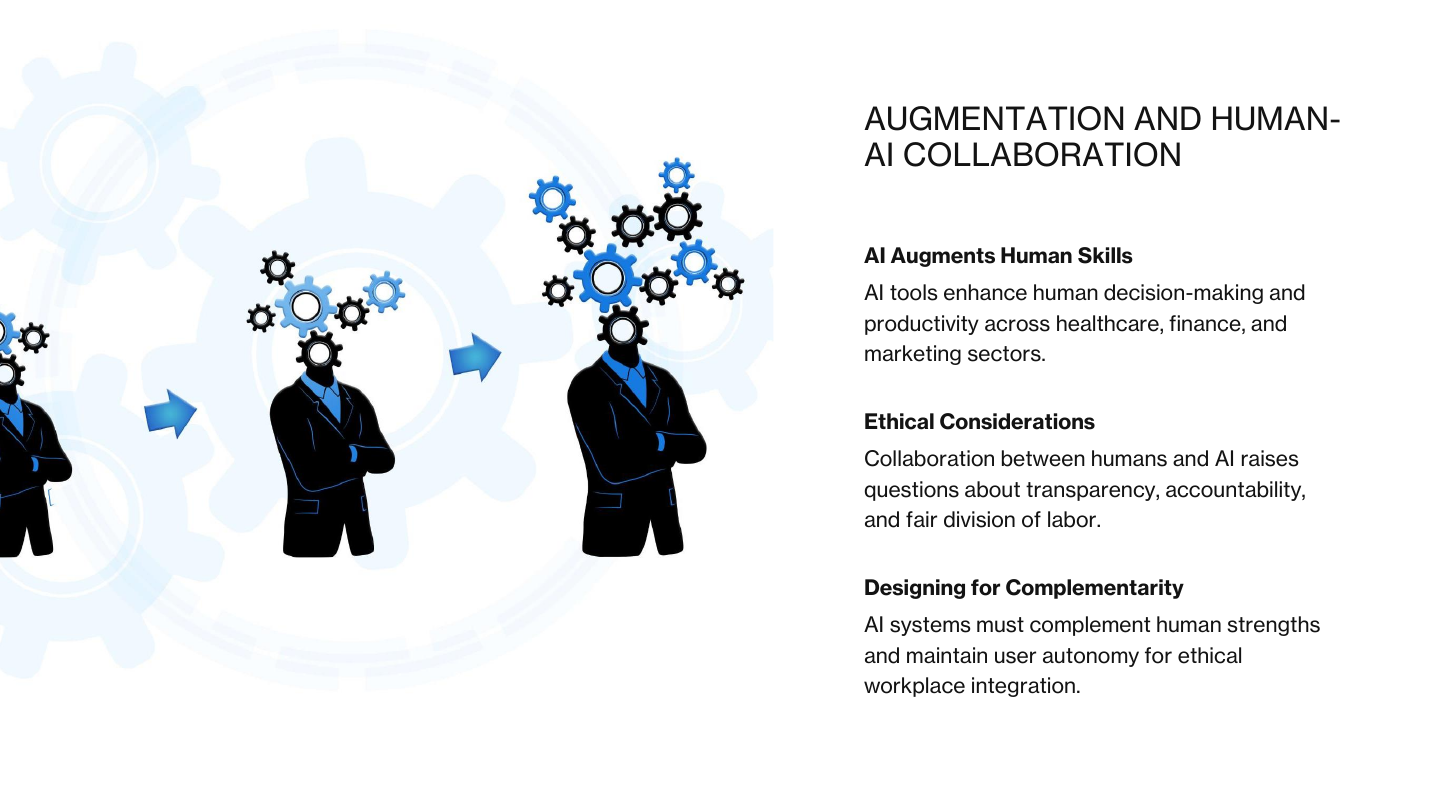 AUGMENTATION AND HUMAN-
AI COLLABORATION
AI Augments Human Skills
AI tools enhance human decision-making and
productivity across healthcare, finance, and
marketing sectors.
Ethical Considerations
Collaboration between humans and AI raises
questions about transparency, accountability,
and fair division of labor.
Designing for Complementarity
AI systems must complement human strengths
and maintain user autonomy for ethical
workplace integration.